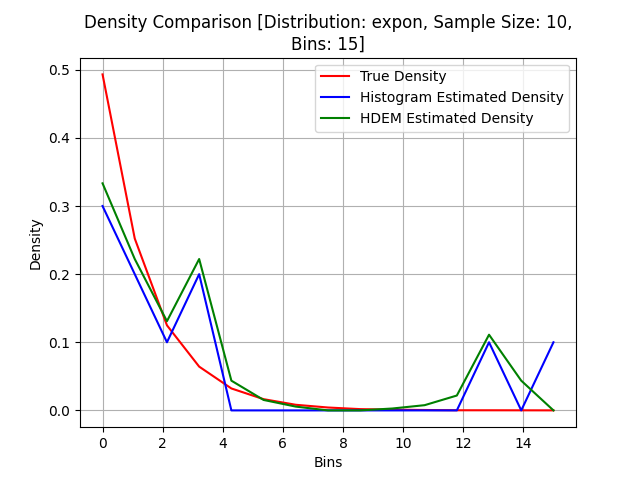 Density Comparison [Distribution: expon, Sample Size: 10,
Bins: 15]
True Density
Histogram Estimated Density
HDEM Estimated Density
Density
0.5
0.4
0.3
0.2
0.1
0.0
0 2 4 6 8 10 12 14
Bins